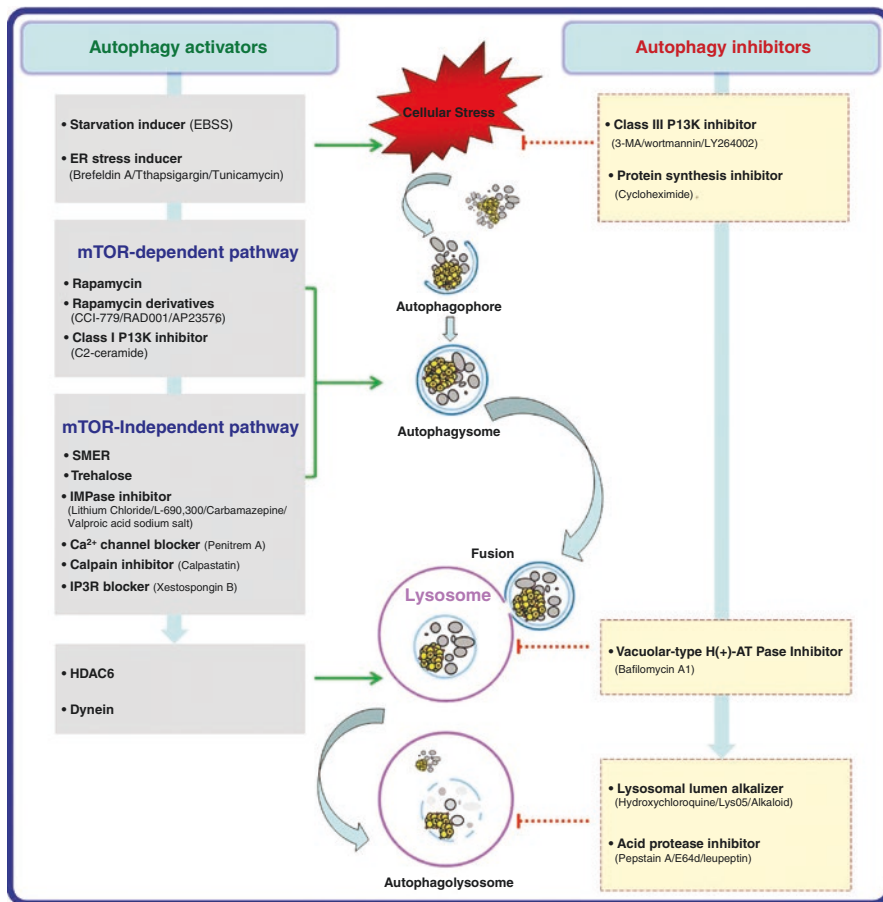 Autophagy activators
• Starvation inducer (EBSS)
• ER stress inducer
(Brefeldin A/Tthapsigargin/Tunicamycin)
mTOR-dependent pathway
• Rapamycin
• Rapamycin derivatives
(CCI-779/RAD001/AP23576)
• Class I P13K inhibitor
(C2-ceramide)
mTOR-Independent pathway
• SMER
• Trehalose
• IMPase inhibitor
(Lithium Chloride/L-690,300/Carbamazepine/
Valproic acid sodium salt)
• Ca²⁺ channel blocker (Penitrem A)
• Calpain inhibitor (Calpastatin)
• IP3R blocker (Xestospongin B)
• HDAC6
• Dynein
Cellular Stress
Autophagophore
Autophagysome
Fusion
Lysosome
Autophagolysosome
Autophagy inhibitors
• Class III P13K inhibitor
(3-MA/wortmannin/LY264002)
• Protein synthesis inhibitor
(Cycloheximide).
• Vacuolar-type H(+)-AT Pase Inhibitor
(Bafilomycin A1)
• Lysosomal lumen alkalizer
(Hydroxychloroquine/Lys05/Alkaloid)
• Acid protease inhibitor
(Pepstain A/E64d/leupeptin)